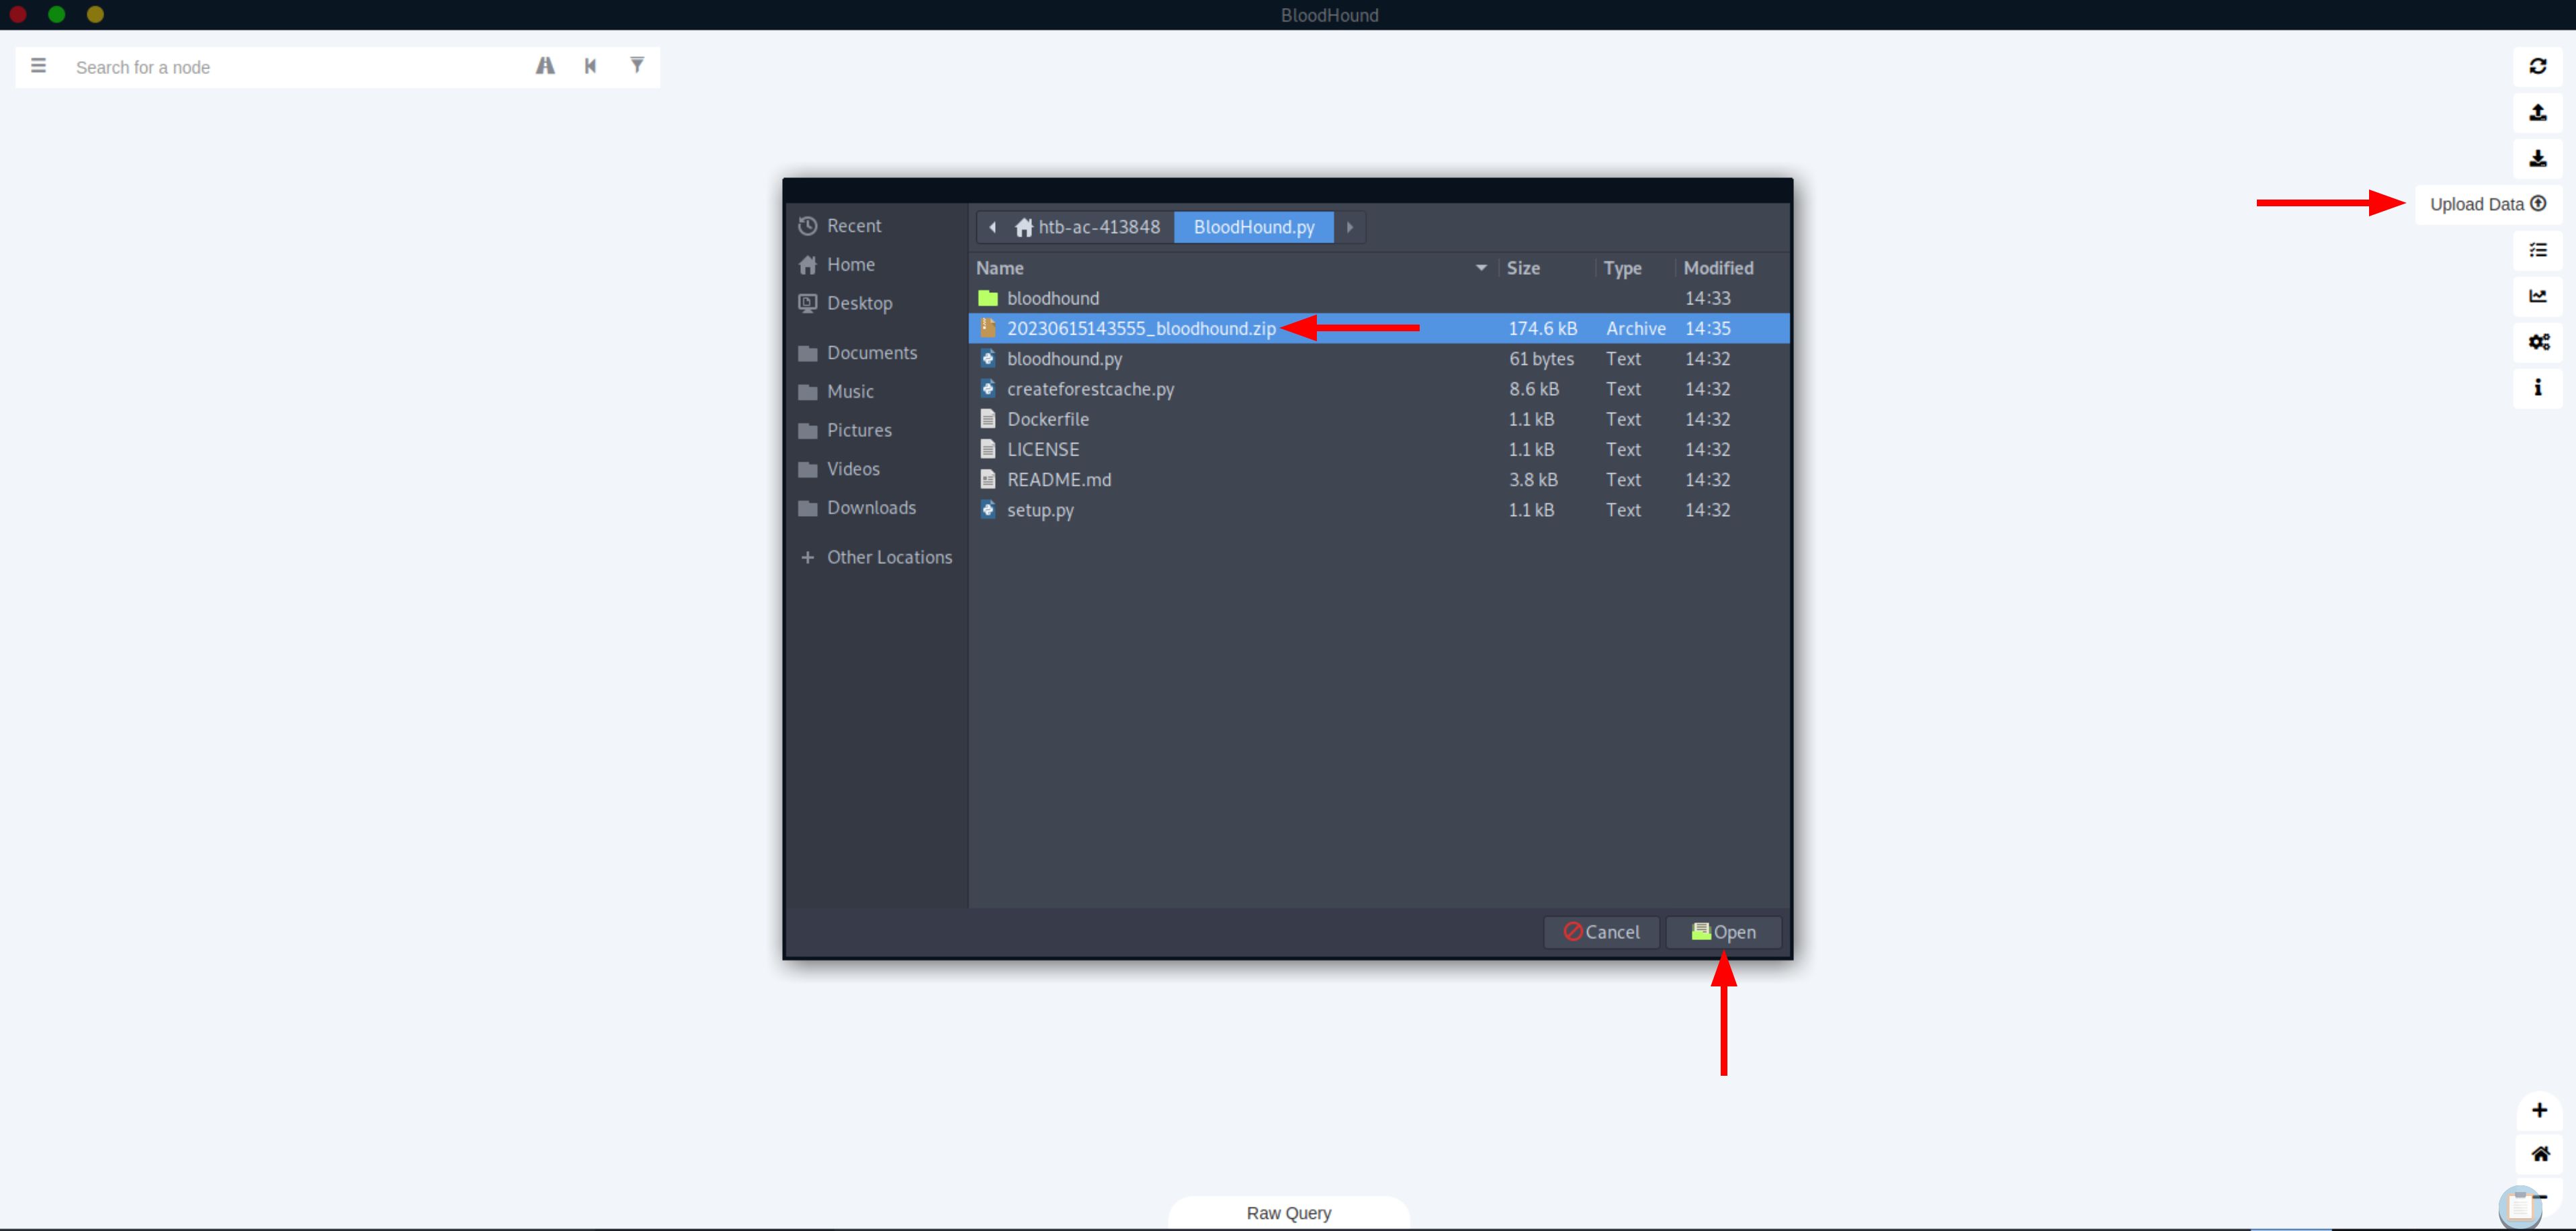 BloodHound
Search for a node
Upload Data
Recent
Home
Desktop
Documents
Music
Pictures
Videos
Downloads
Other Locations
htb-ac-413848 BloodHound.py
Name Size Type Modified
bloodhound 14:33
20230615143555_bloodhound.zip 174.6 kB Archive 14:35
bloodhound.py 61 bytes Text 14:32
createforestcache.py 8.6 kB Text 14:32
Dockerfile 1.1 kB Text 14:32
LICENSE 1.1 kB Text 14:32
README.md 3.8 kB Text 14:32
setup.py 1.1 kB Text 14:32
Cancel Open
Raw Query